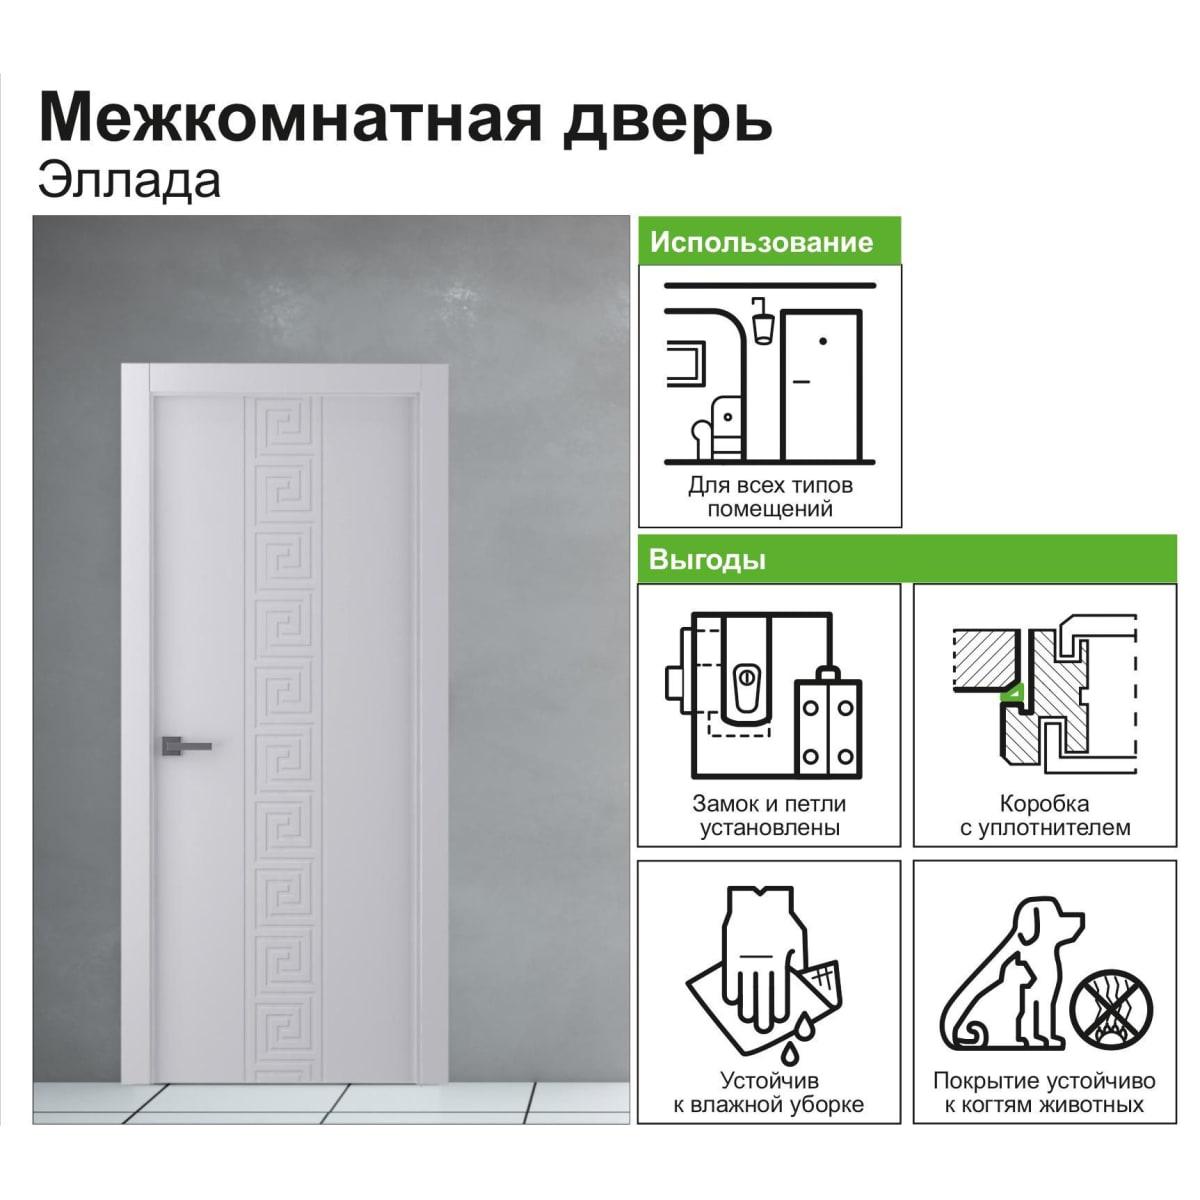 Межкомнатная дверь
Эллада
Использование
Для всех типов
помещений
Выгоды
Замок и петли
установлены
Коробка
с уплотнителем
Устойчив
к влажной уборке
Покрытие устойчиво
к когтям животных